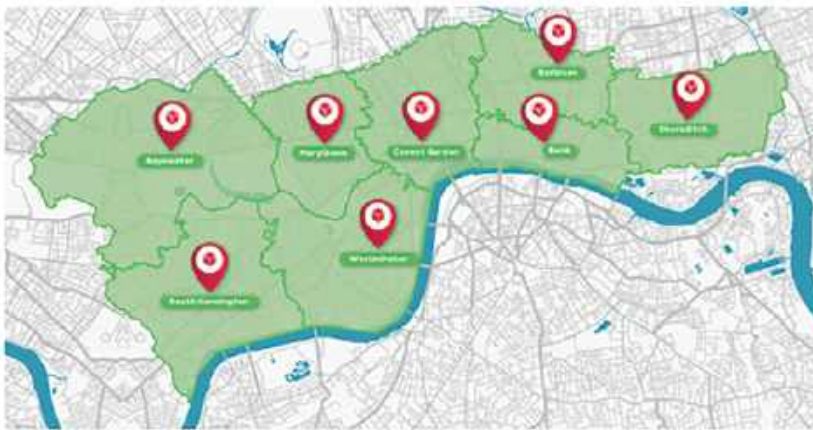 Barbican
Shoreditch
Bayswater
Marylebone
Covent Garden
Bank
Westminster
South Kensington